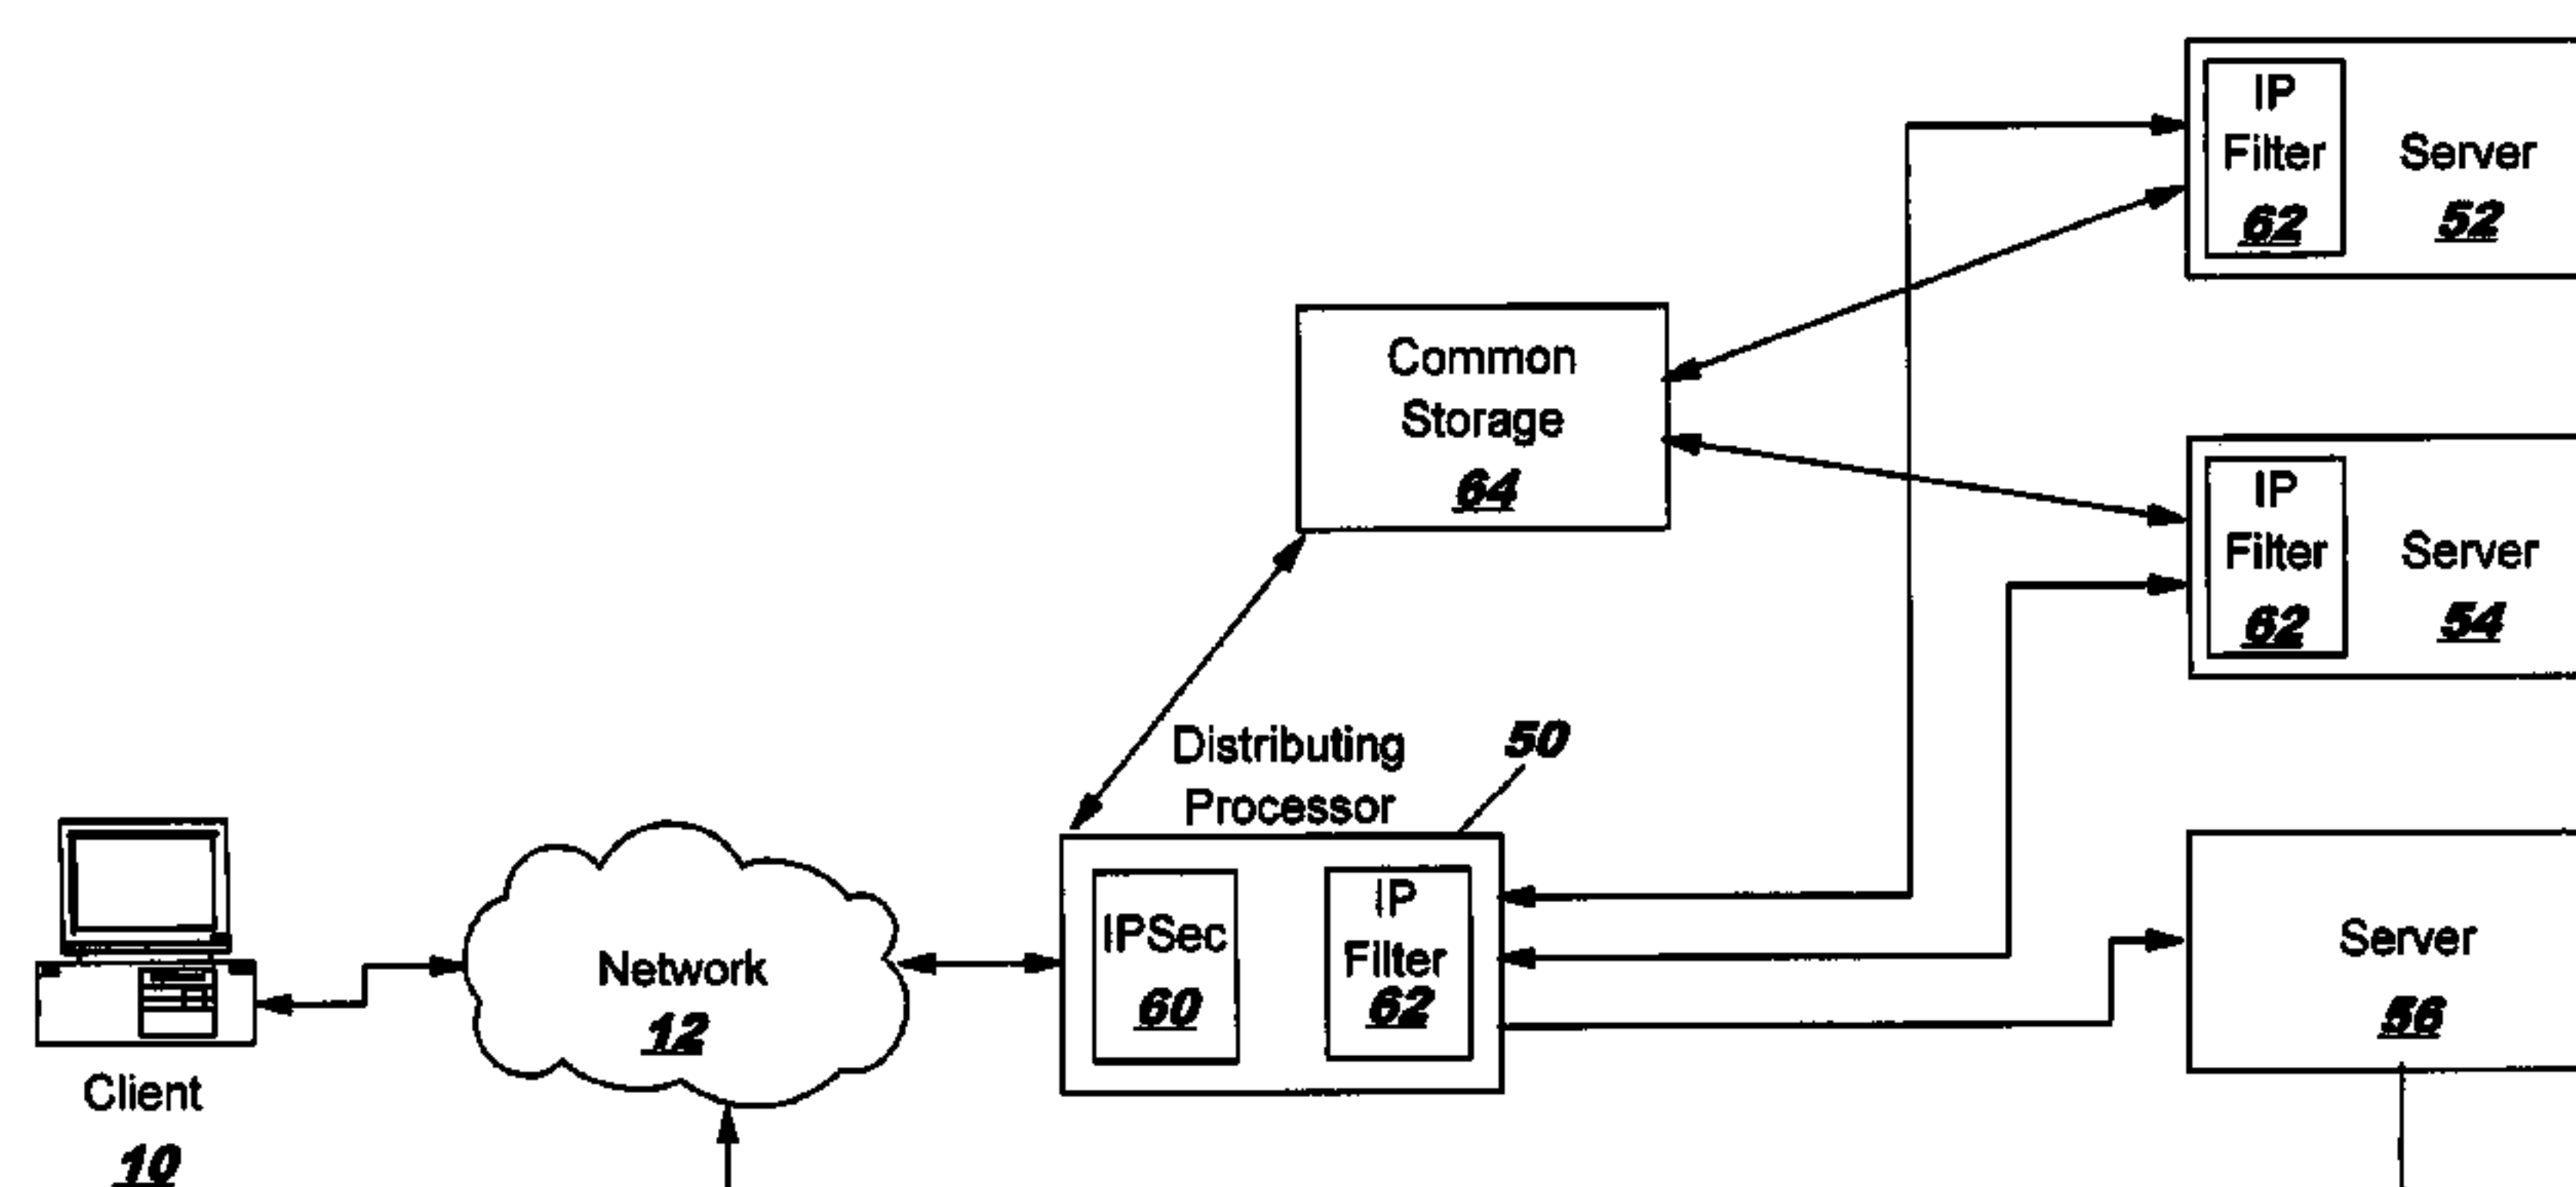 IP
Filter
62
Server
52
Common
Storage
64
IP
Filter
62
Server
54
Distributing
Processor
50
IPSec
60
IP
Filter
62
Server
56
Network
12
Client
10